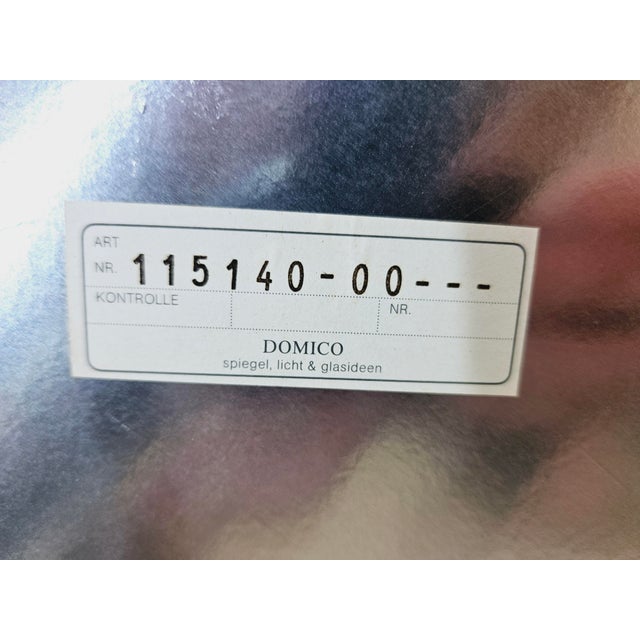 ART
NR. 115140-00---
KONTROLLE
NR.
DOMICO
spiegel, licht & glasideen